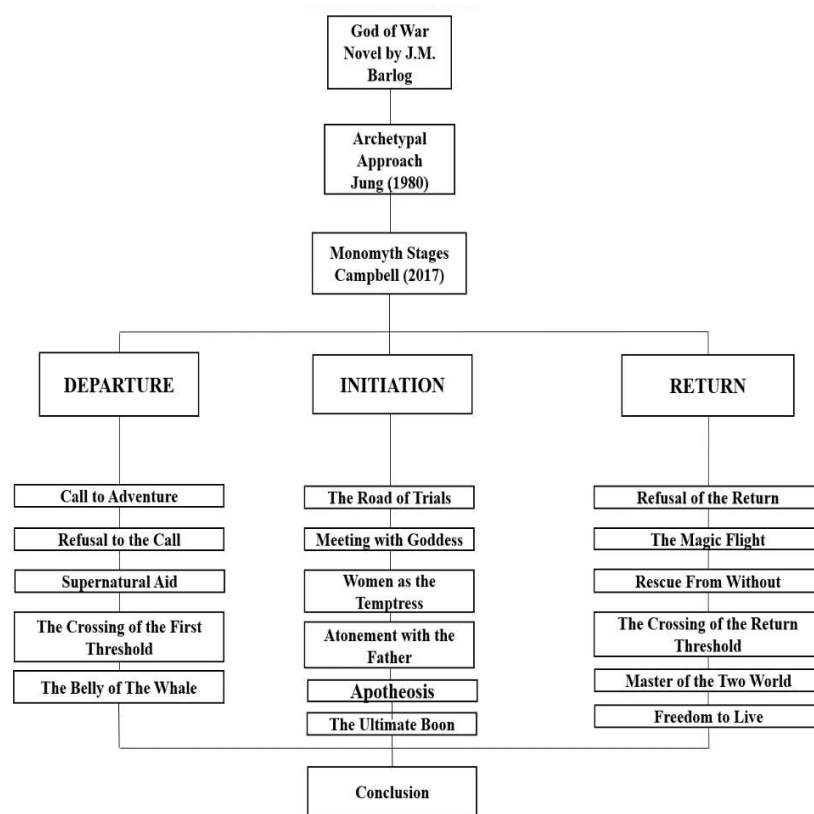 God of War
Novel by J.M.
Barlog
Archetypal
Approach
Jung (1980)
Monomyth Stages
Campbell (2017)
DEPARTURE
INITIATION
RETURN
Call to Adventure
Refusal to the Call
Supernatural Aid
The Crossing of the First
Threshold
The Belly of The Whale
The Road of Trials
Meeting with Goddess
Women as the
Temptress
Atonement with the
Father
Apotheosis
The Ultimate Boon
Refusal of the Return
The Magic Flight
Rescue From Without
The Crossing of the Return
Threshold
Master of the Two World
Freedom to Live
Conclusion